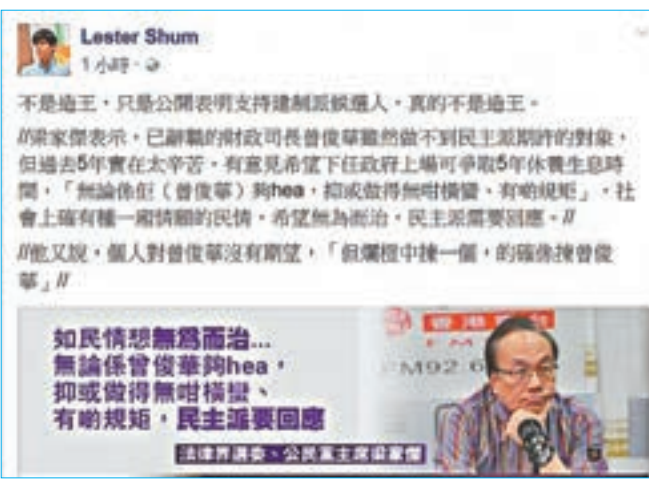 Lester Shum
1 小時 ·
不是造王,只是公開表明支持建制派候選人,真的不是造王。
//梁家傑表示,已辭職的財政司長曾俊華雖然做不到民主派期許的對象,
但過去5年實在太辛苦,有意見希望下任政府上場可爭取5年休養生息時
間,「無論係佢(曾俊華)夠hea,抑或做得無咁橫蠻、有啲規矩」,社
會上確有種一廂情願的民情,希望無為而治,民主派需要回應。//
//他又說,個人對曾俊華沒有期望,「但爛橙中揀一個,的確係揀曾俊
華」//
如民情想無為而治...
無論係曾俊華夠hea,
抑或做得無咁橫蠻、
有啲規矩,民主派要回應
法律界選委、公民黨主席梁家傑
FM92.6